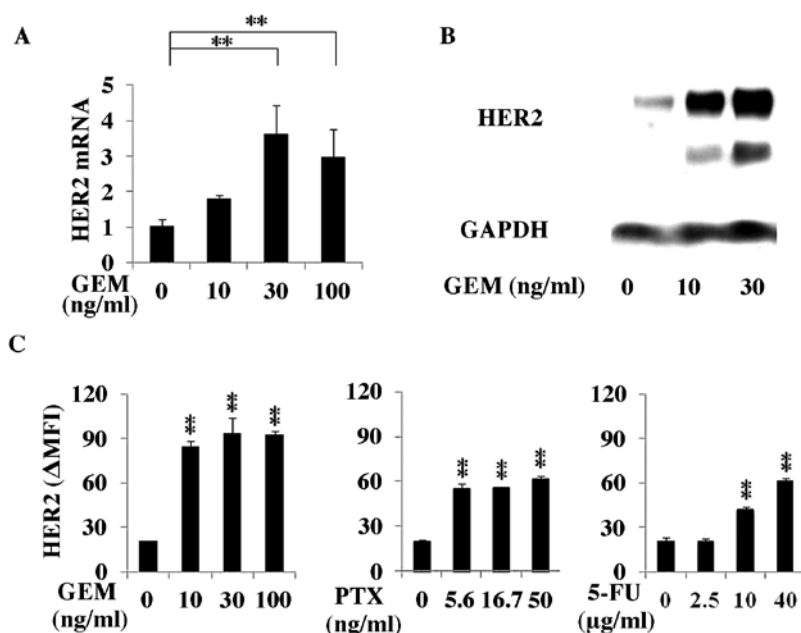 A
**
**
HER2 mRNA
5
4
3
2
1
0
GEM
(ng/ml)
0 10 30 100
B
HER2
GAPDH
GEM (ng/ml) 0 10 30
C
HER2 (ΔMFI)
120
90
60
30
0
** ** **
GEM
(ng/ml)
0 10 30 100
120
90
60
30
0
** ** **
PTX
(ng/ml)
0 5.6 16.7 50
120
90
60
30
0
** **
5-FU
(μg/ml)
0 2.5 10 40